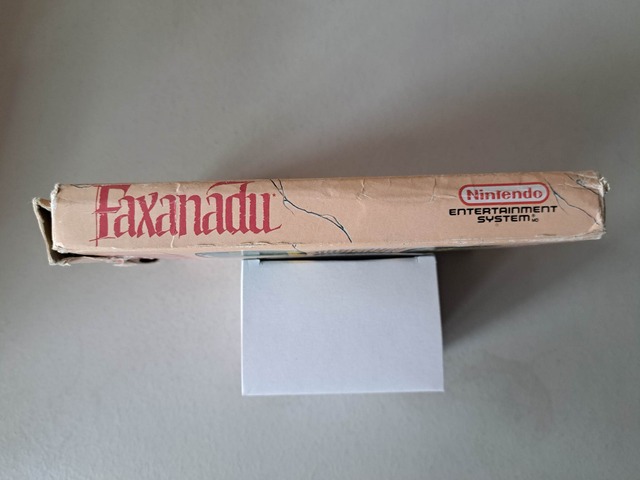 Faxanadu
Nintendo
ENTERTAINMENT
SYSTEM